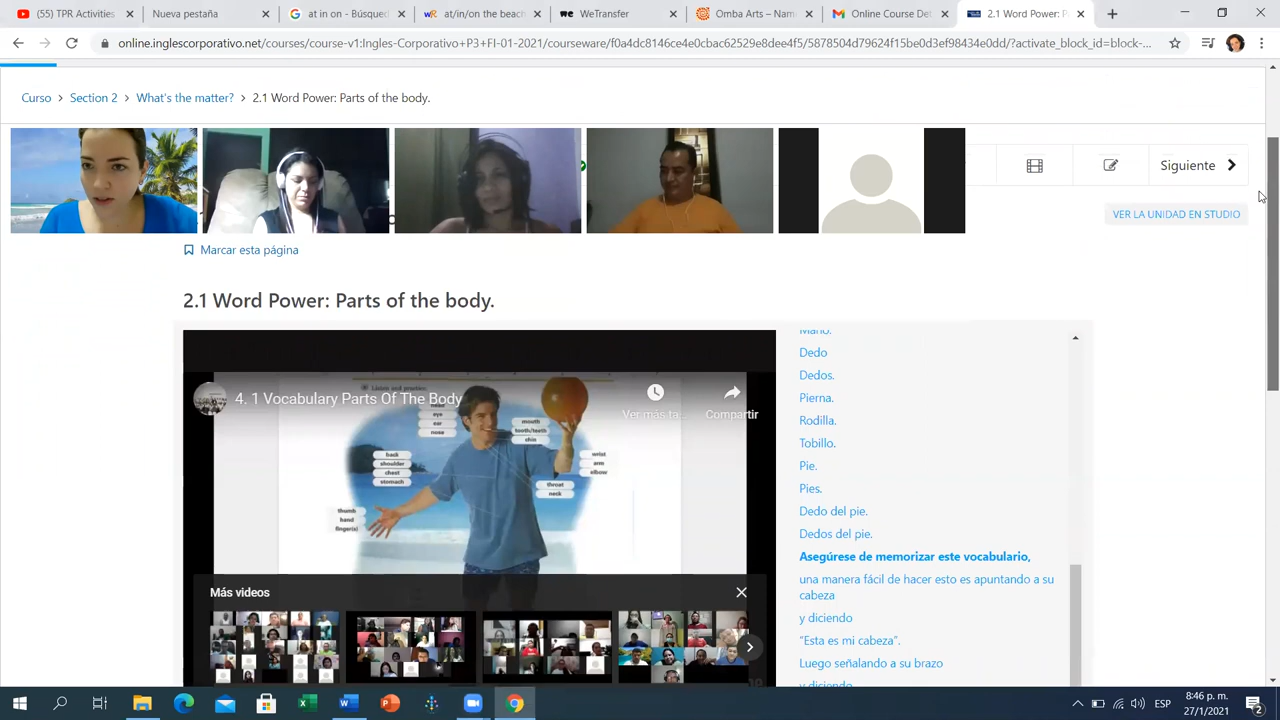 (55) TPR Activities
Nueva pestaña
at in on - Búsqued
at/in/on the beach
WeTransfer
Omba Arts – Nam
Online Course Det
2.1 Word Power: P
online.inglescorporativo.net/courses/course-v1:Ingles-Corporativo+P3+FI-01-2021/courseware/f0a4dc8146ce4e0cbac62529e8dee4f5/5878504d79624f15be0d3ef98434e0dd/?activate_block_id=block-...
Curso > Section 2 > What's the matter? > 2.1 Word Power: Parts of the body.
Siguiente
VER LA UNIDAD EN STUDIO
Marcar esta página
2.1 Word Power: Parts of the body.
4. 1 Vocabulary Parts Of The Body
Ver más ta...
Compartir
eye
ear
nose
mouth
tooth/teeth
chin
back
shoulder
chest
stomach
wrist
arm
elbow
throat
neck
thumb
hand
finger(s)
Más videos
Mano.
Dedo
Dedos.
Pierna.
Rodilla.
Tobillo.
Pie.
Pies.
Dedo del pie.
Dedos del pie.
Asegúrese de memorizar este vocabulario,
una manera fácil de hacer esto es apuntando a su
cabeza
y diciendo
“Esta es mi cabeza”.
Luego señalando a su brazo
y diciendo
ESP
8:46 p. m.
27/1/2021